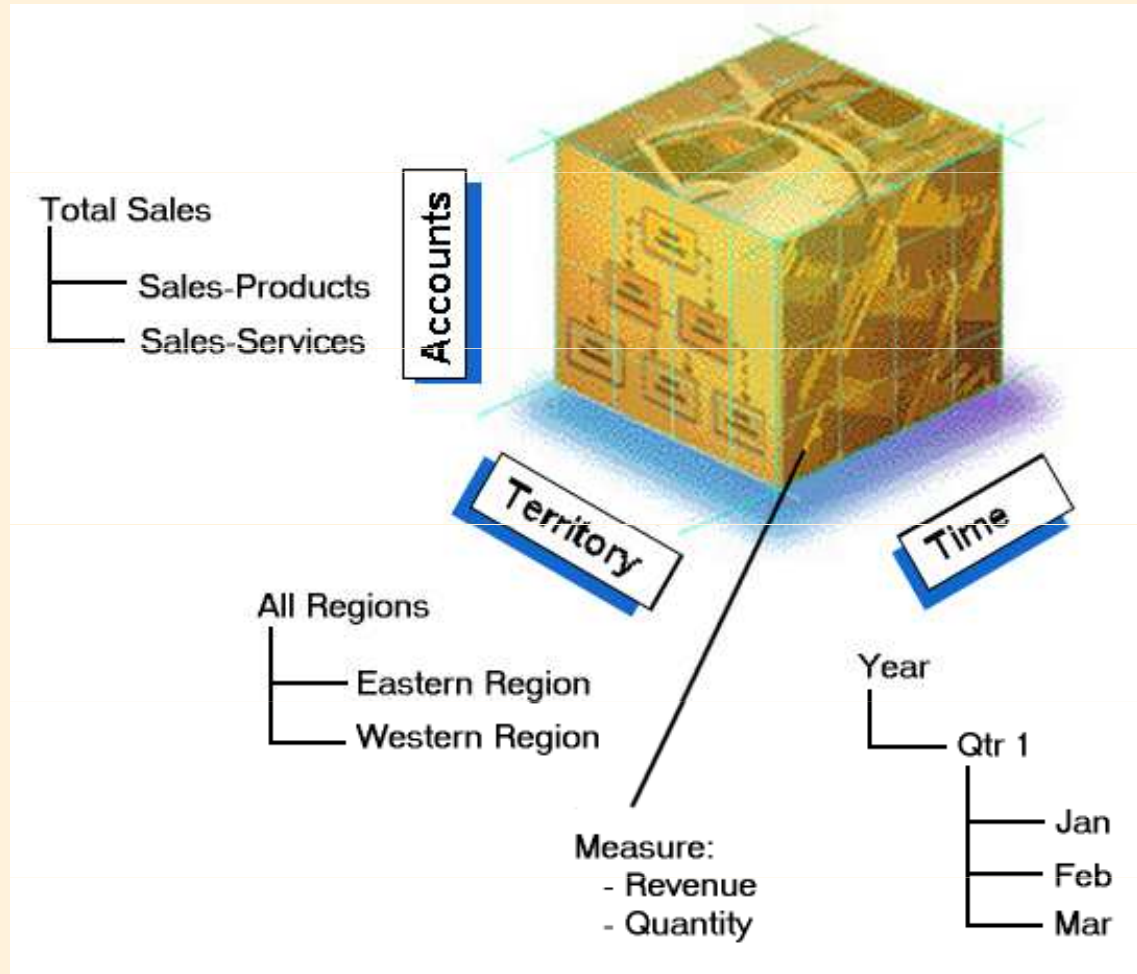 Total Sales
Sales-Products
Sales-Services
Accounts
Territory
Time
All Regions
Eastern Region
Western Region
Year
Qtr 1
Jan
Feb
Mar
Measure:
- Revenue
- Quantity